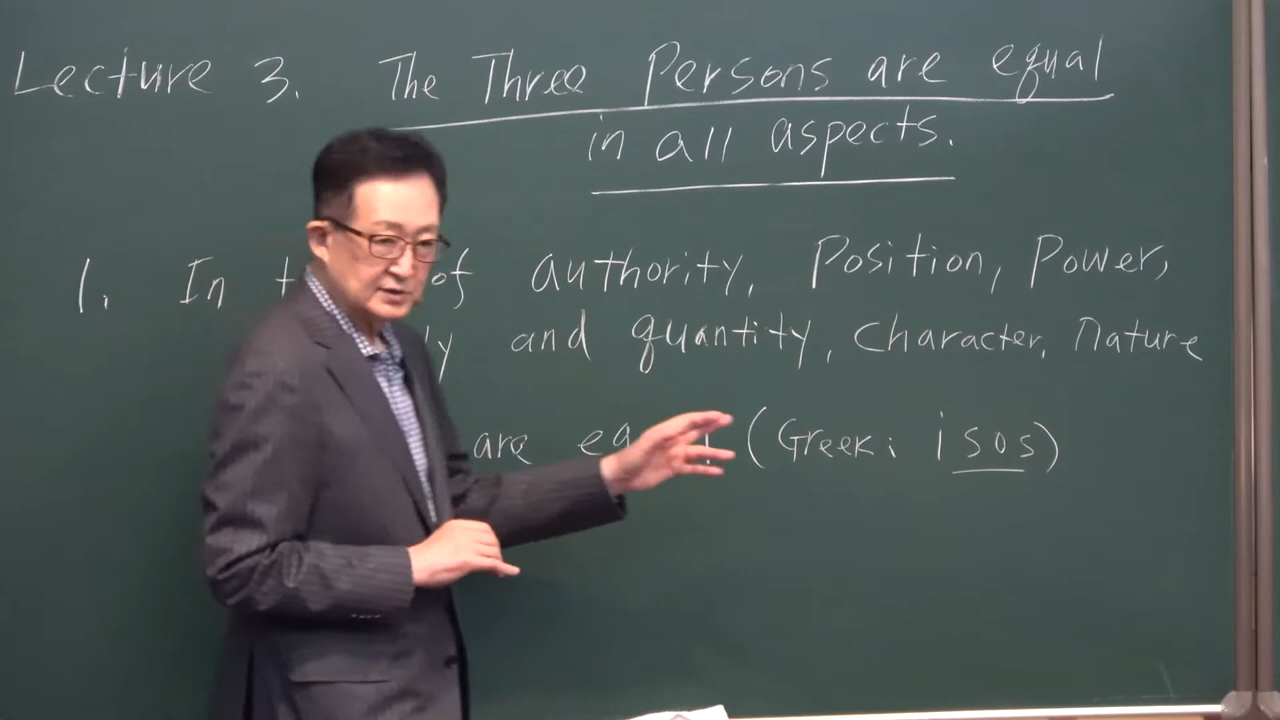 Lecture 3. The Three Persons are equal
in all aspects.
1. In of authority, Position, Power,
and quantity, character, nature
are (Greek: isos)